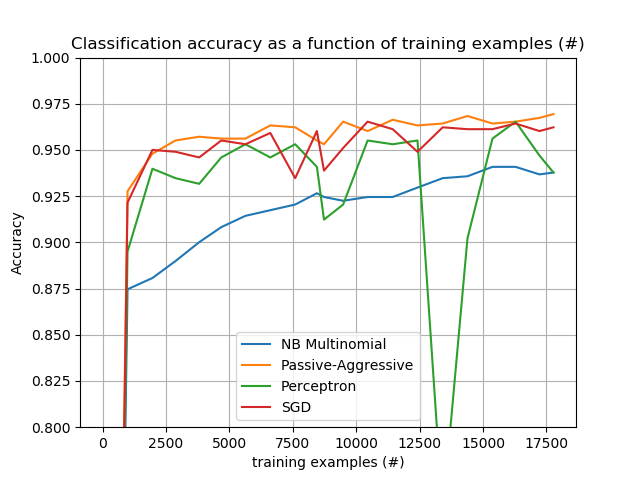 Classification accuracy as a function of training examples (#)
1.000
0.975
0.950
0.925
0.900
0.875
0.850
0.825
0.800
Accuracy
NB Multinomial
Passive-Aggressive
Perceptron
SGD
0 2500 5000 7500 10000 12500 15000 17500
training examples (#)